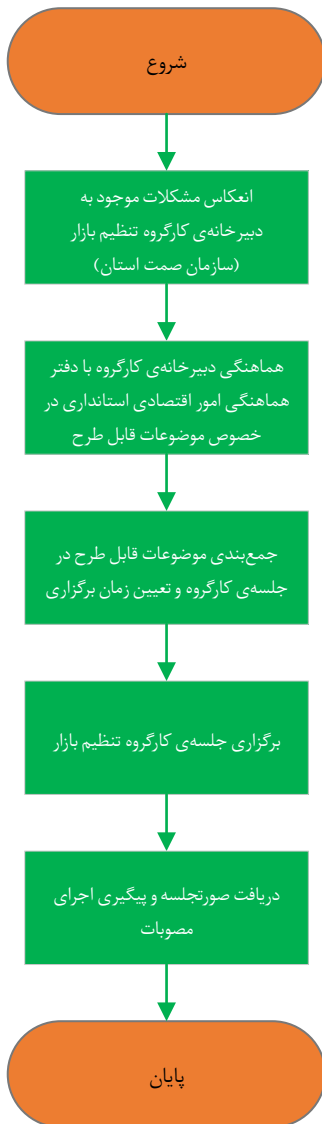 شروع
انعکاس مشکلات موجود به
دبیرخانه‌ی کارگروه تنظیم بازار
(سازمان صمت استان)
هماهنگی دبیرخانه‌ی کارگروه با دفتر
هماهنگی امور اقتصادی استانداری در
خصوص موضوعات قابل طرح
جمع‌بندی موضوعات قابل طرح در
جلسه‌ی کارگروه و تعیین زمان برگزاری
برگزاری جلسه‌ی کارگروه تنظیم بازار
دریافت صورتجلسه و پیگیری اجرای
مصوبات
پایان